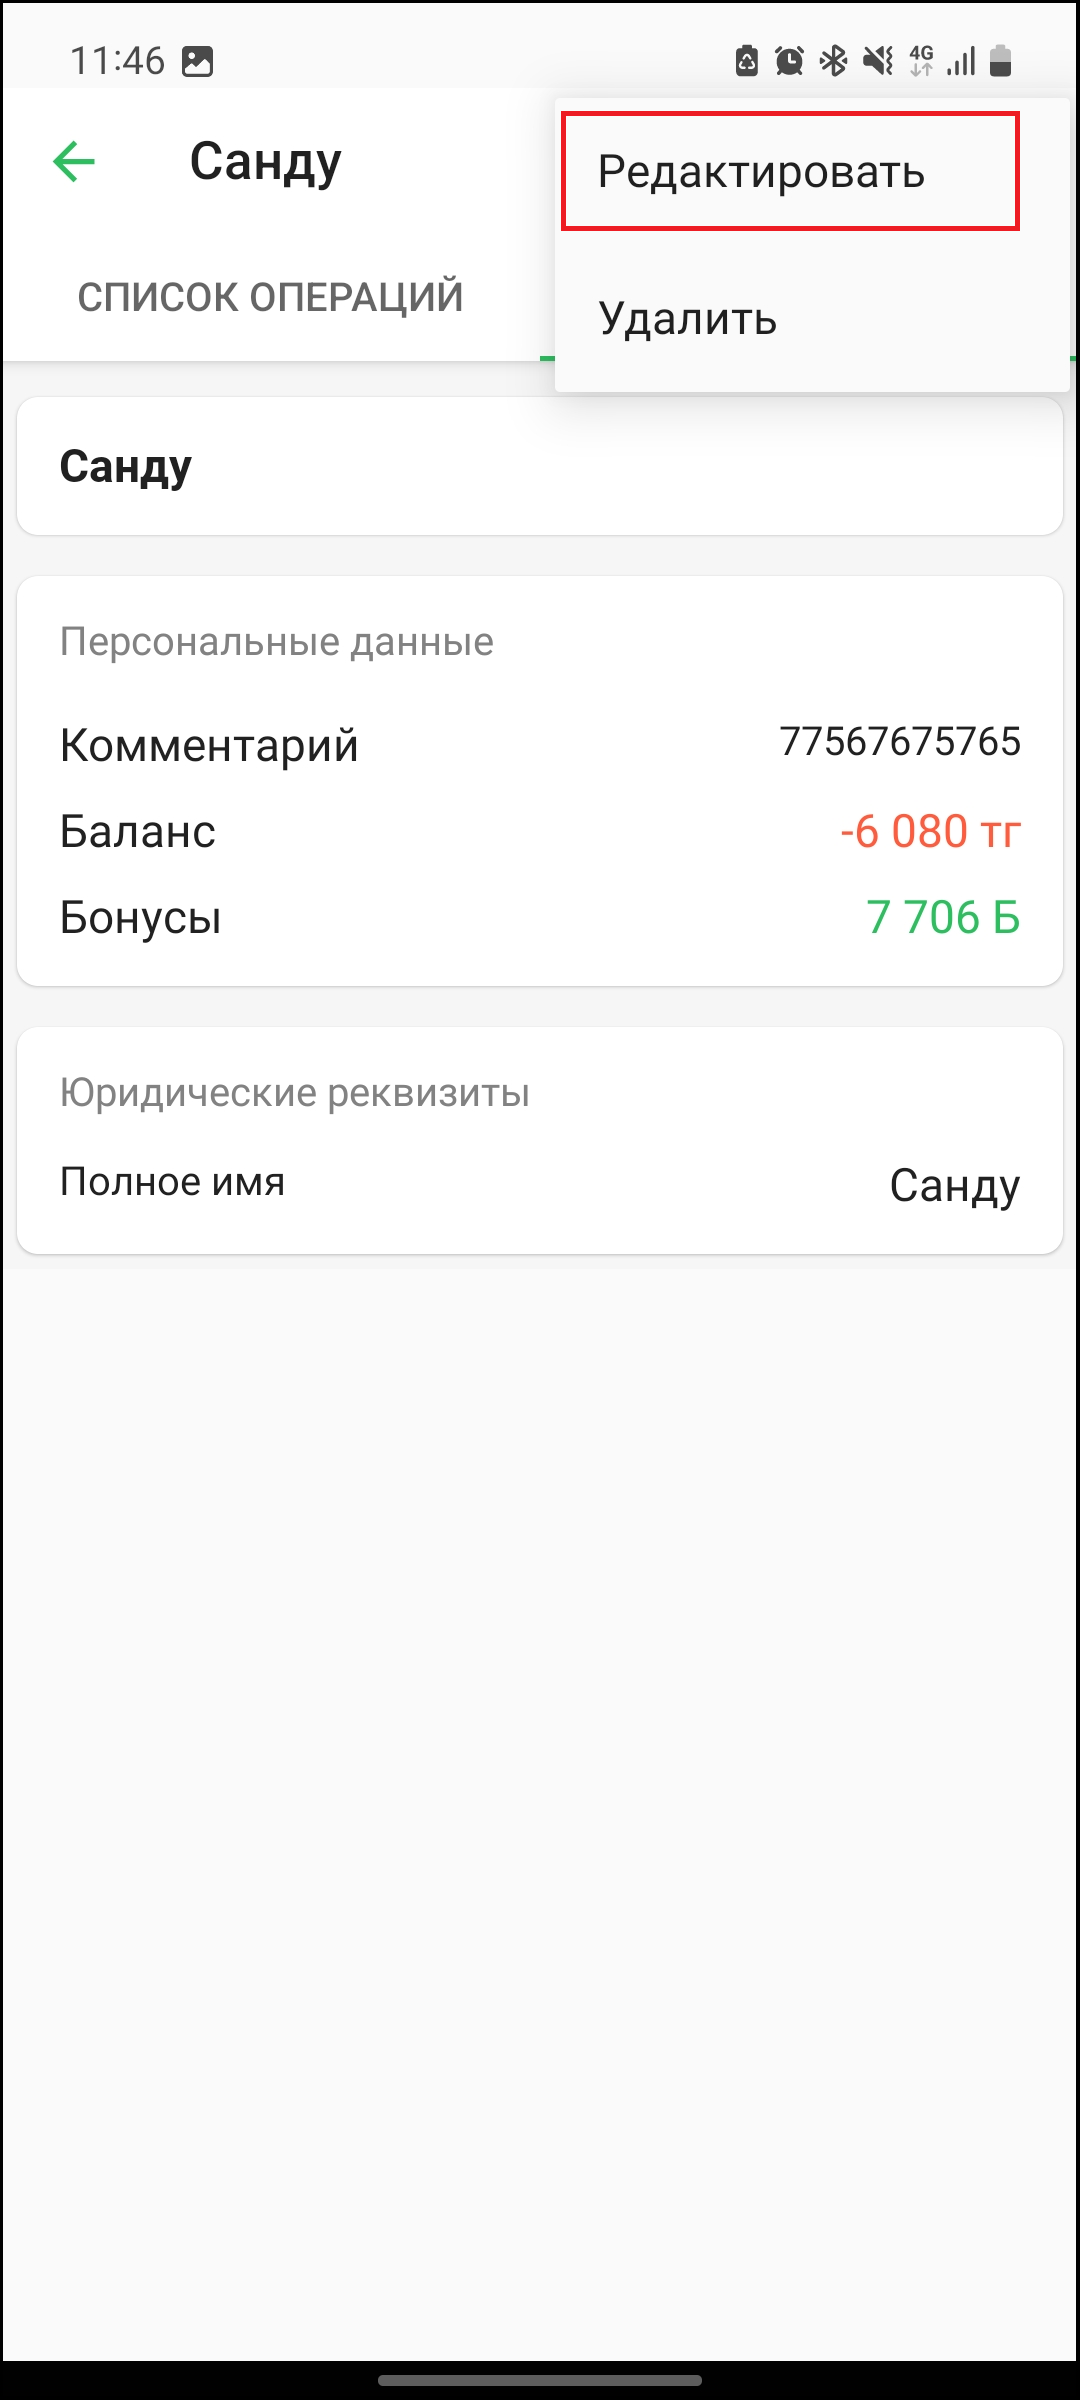 11:46
4G
Санду
Редактировать
СПИСОК ОПЕРАЦИЙ
Удалить
Санду
Персональные данные
Комментарий 77567675765
Баланс -6 080 тг
Бонусы 7 706 Б
Юридические реквизиты
Полное имя Санду